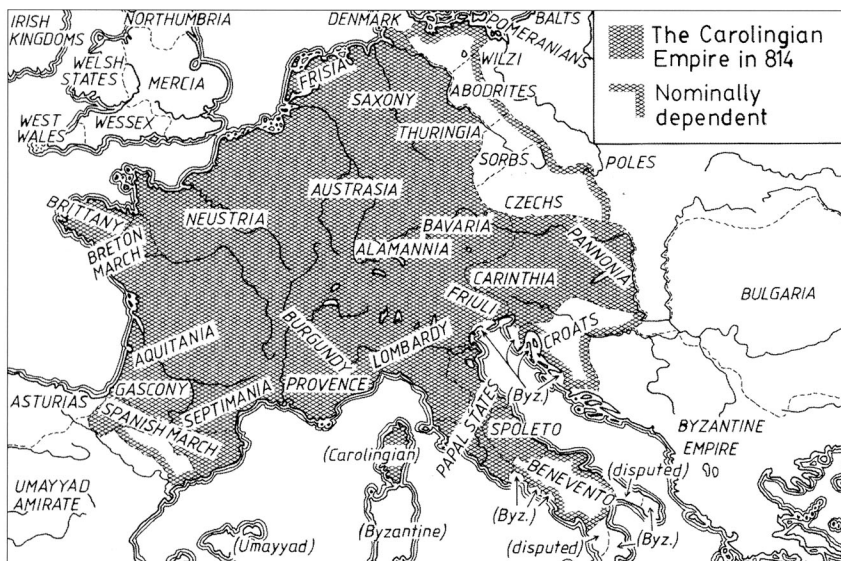 IRISH
KINGDOMS
NORTHUMBRIA
DENMARK
POMERANIANS
BALTS
The Carolingian
Empire in 814
Nominally
dependent
WELSH
STATES
MERCIA
FRISIA
WILZI
ABODRITES
SAXONY
WEST
WALES
WESSEX
THURINGIA
SORBS
POLES
AUSTRASIA
CZECHS
BRITTANY
NEUSTRIA
BAVARIA
BRETON
MARCH
ALAMANNIA
PANNONIA
CARINTHIA
BULGARIA
FRIULI
CROATS
BURGUNDY
LOMBARDY
AQUITANIA
(Byz.)
GASCONY
PROVENCE
ASTURIAS
SEPTIMANIA
SPANISH MARCH
PAPAL STATES
SPOLETO
BYZANTINE
EMPIRE
(Carolingian)
BENEVENTO
(disputed)
UMAYYAD
AMIRATE
(Byz.)
(Byz.)
(Umayyad)
(Byzantine)
(disputed)